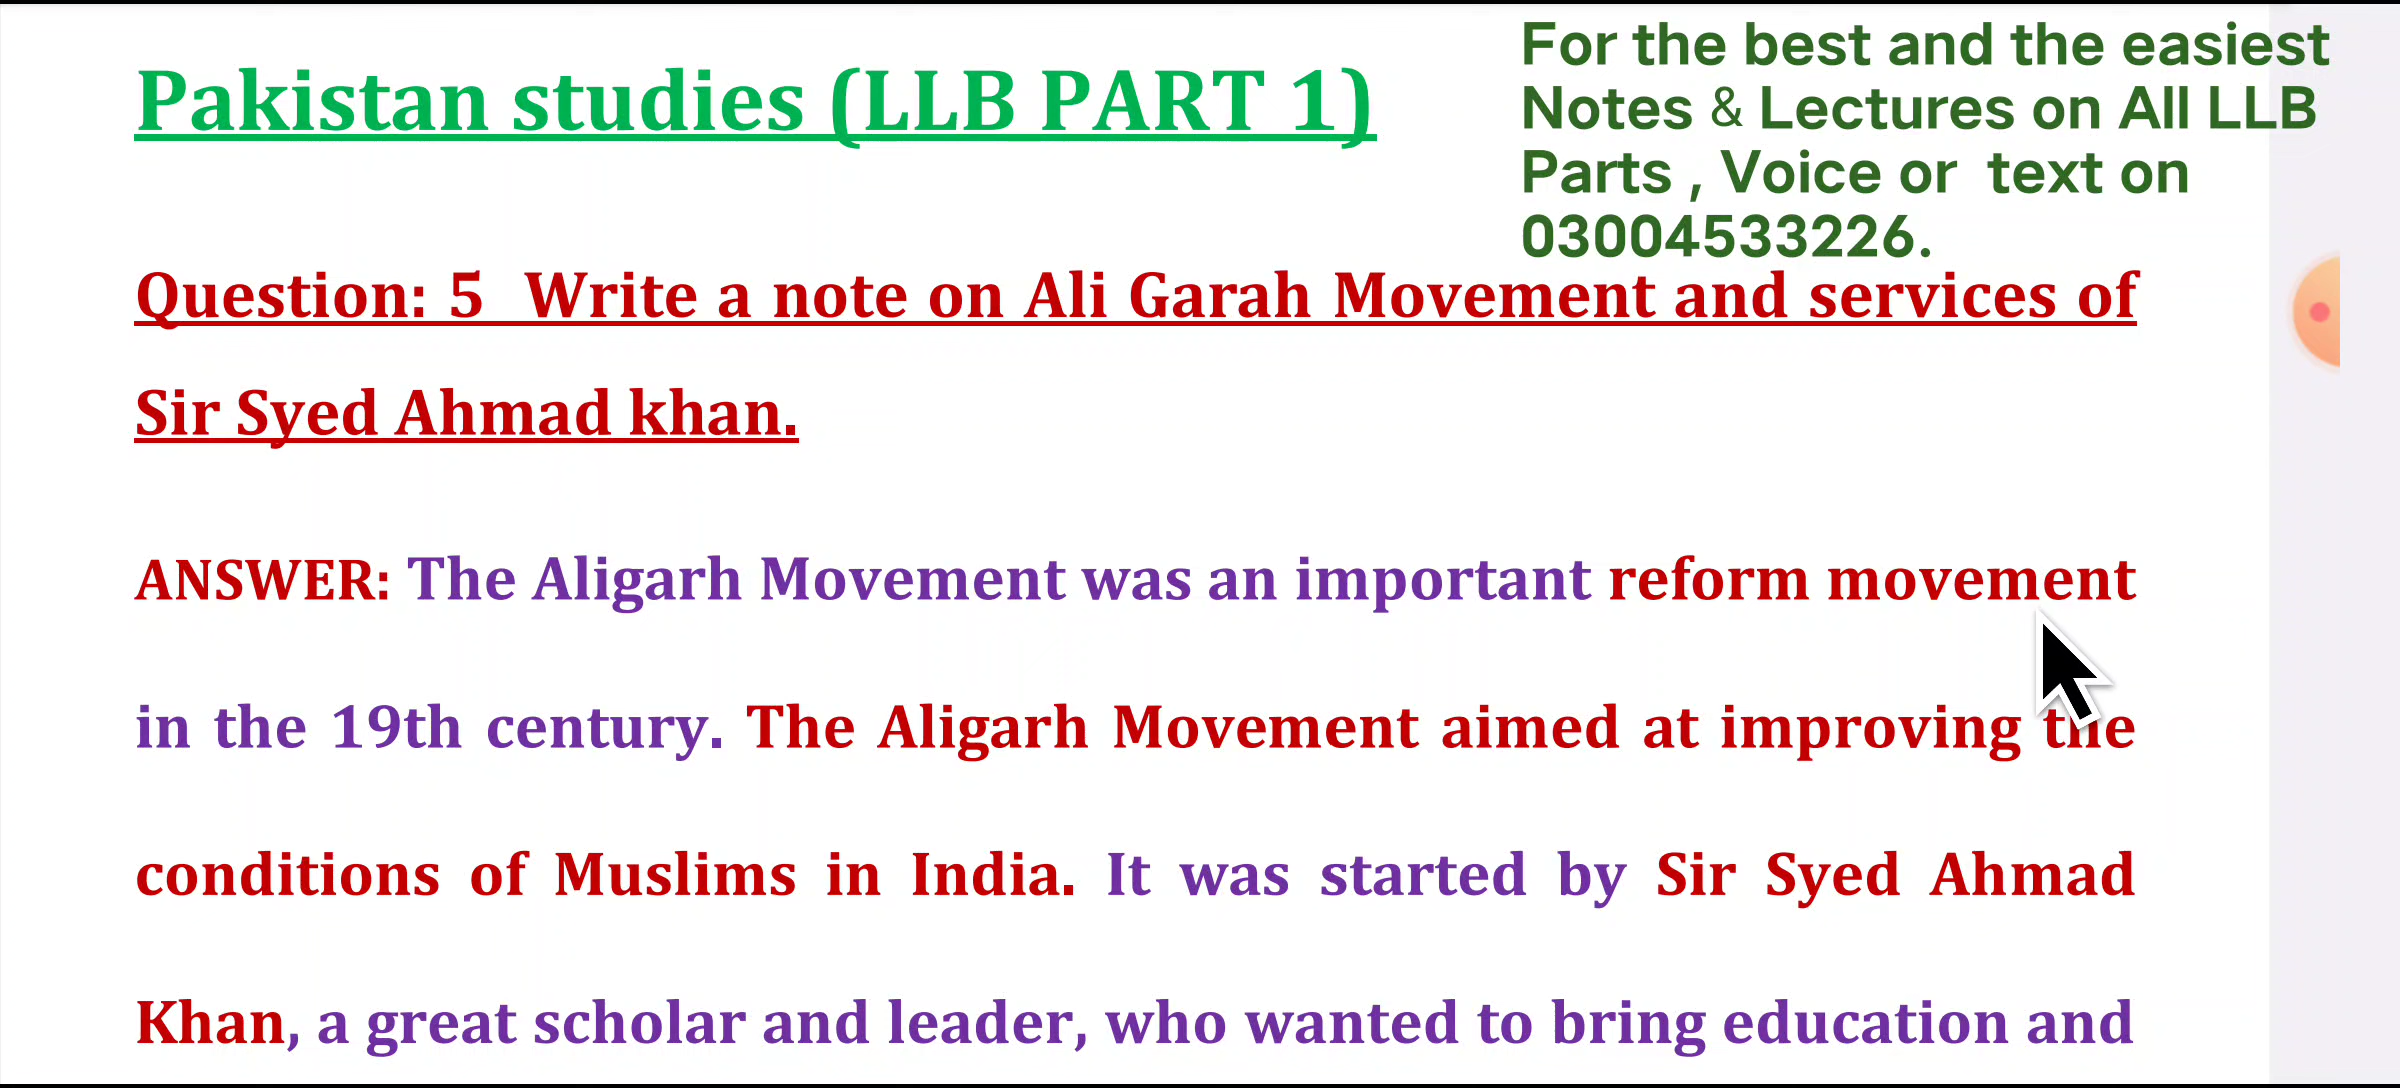 Pakistan studies (LLB PART 1)
For the best and the easiest
Notes & Lectures on All LLB
Parts , Voice or text on
03004533226.
Question: 5 Write a note on Ali Garah Movement and services of
Sir Syed Ahmad khan.
ANSWER: The Aligarh Movement was an important reform movement
in the 19th century. The Aligarh Movement aimed at improving the
conditions of Muslims in India. It was started by Sir Syed Ahmad
Khan, a great scholar and leader, who wanted to bring education and